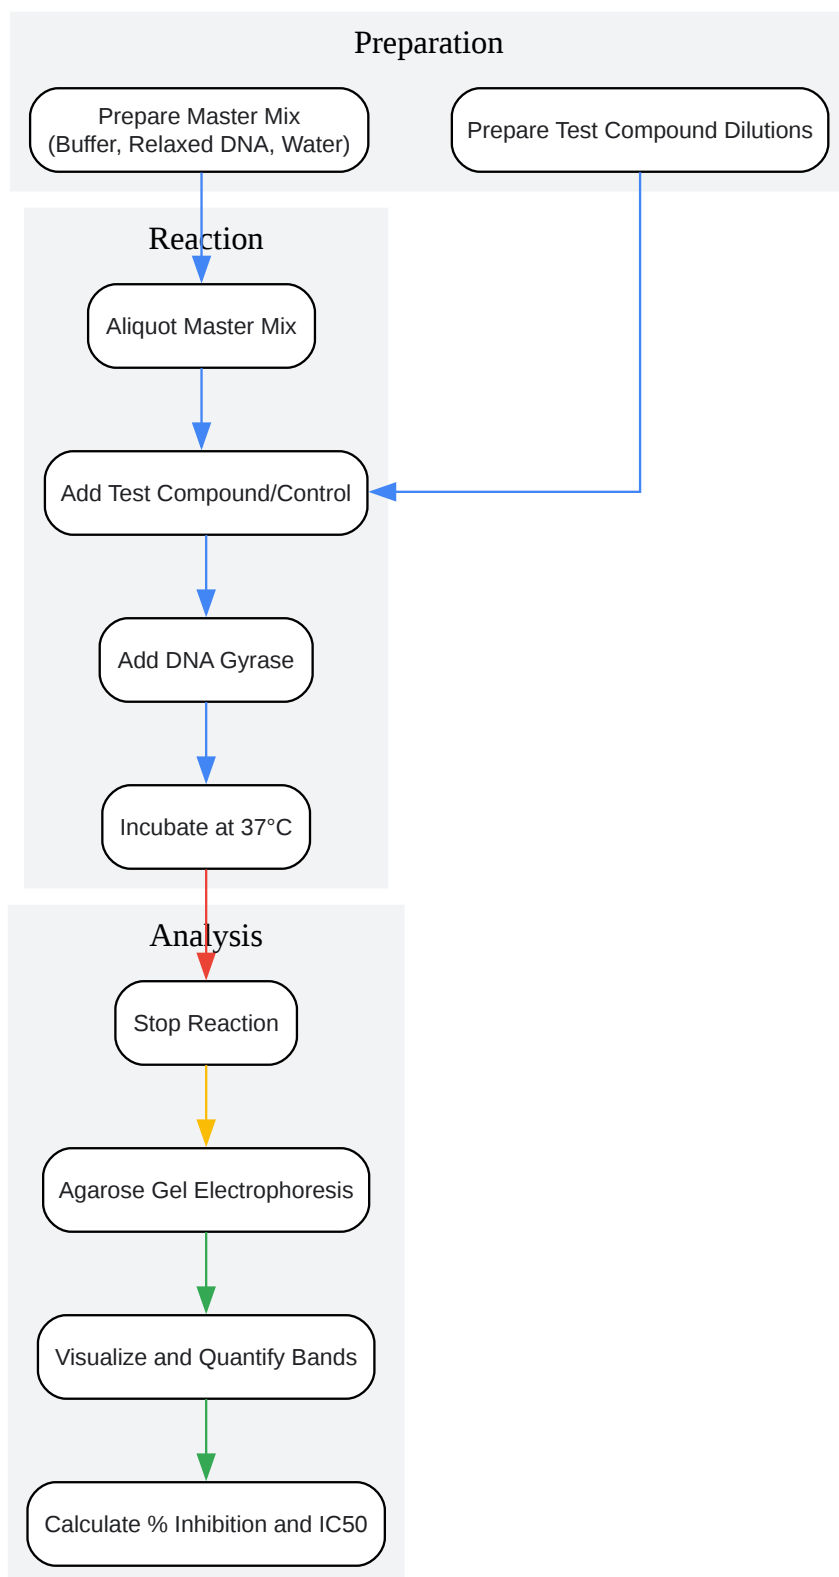 Preparation
Prepare Master Mix
(Buffer, Relaxed DNA, Water)
Prepare Test Compound Dilutions
Reaction
Aliquot Master Mix
Add Test Compound/Control
Add DNA Gyrase
Incubate at 37°C
Analysis
Stop Reaction
Agarose Gel Electrophoresis
Visualize and Quantify Bands
Calculate % Inhibition and IC50